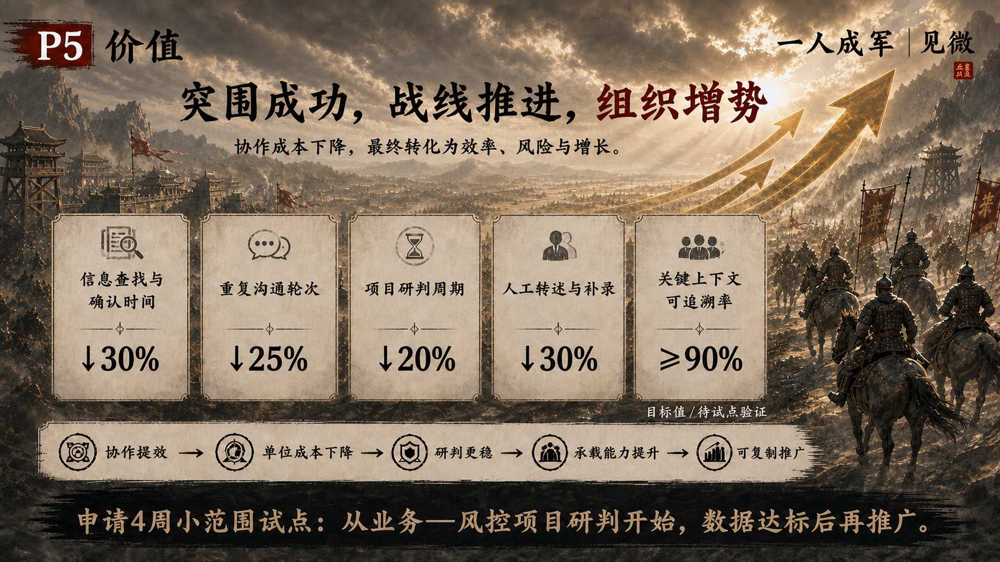 P5 价值
一人成军｜见微
突围成功，战线推进，组织增势
协作成本下降，最终转化为效率、风险与增长。
信息查找与
确认时间
↓30%
重复沟通轮次
↓25%
项目研判周期
↓20%
人工转述与补录
↓30%
关键上下文
可追溯率
≥90%
目标值/待试点验证
协作提效 → 单位成本下降 → 研判更稳 → 承载能力提升 → 可复制推广
申请4周小范围试点：从业务—风控项目研判开始，数据达标后再推广。